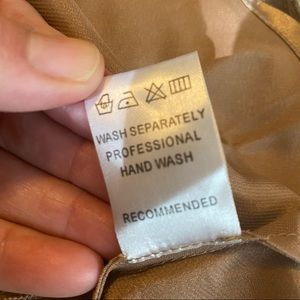 WASH SEPARATELY
PROFESSIONAL
HAND WASH
RECOMMENDED